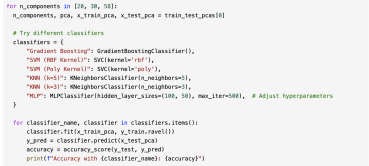 for n_components in [20, 30, 58]:
    n_components, pca, x_train_pca, x_test_pca = train_test_pcas[0]
    # Try different classifiers
    classifiers = {
        "Gradient Boosting": GradientBoostingClassifier(),
        "SVM (RBF Kernel)": SVC(kernel='rbf'),
        "SVM (Poly Kernel)": SVC(kernel='poly'),
        "KNN (k=5)": KNeighborsClassifier(n_neighbors=5),
        "KNN (k=3)": KNeighborsClassifier(n_neighbors=3),
        "MLP": MLPClassifier(hidden_layer_sizes=(100, 50), max_iter=500),  # Adjust hyperparameters
    }
    for classifier_name, classifier in classifiers.items():
        classifier.fit(x_train_pca, y_train.ravel())
        y_pred = classifier.predict(x_test_pca)
        accuracy = accuracy_score(y_test, y_pred)
        print(f"Accuracy with {classifier_name}: {accuracy}")